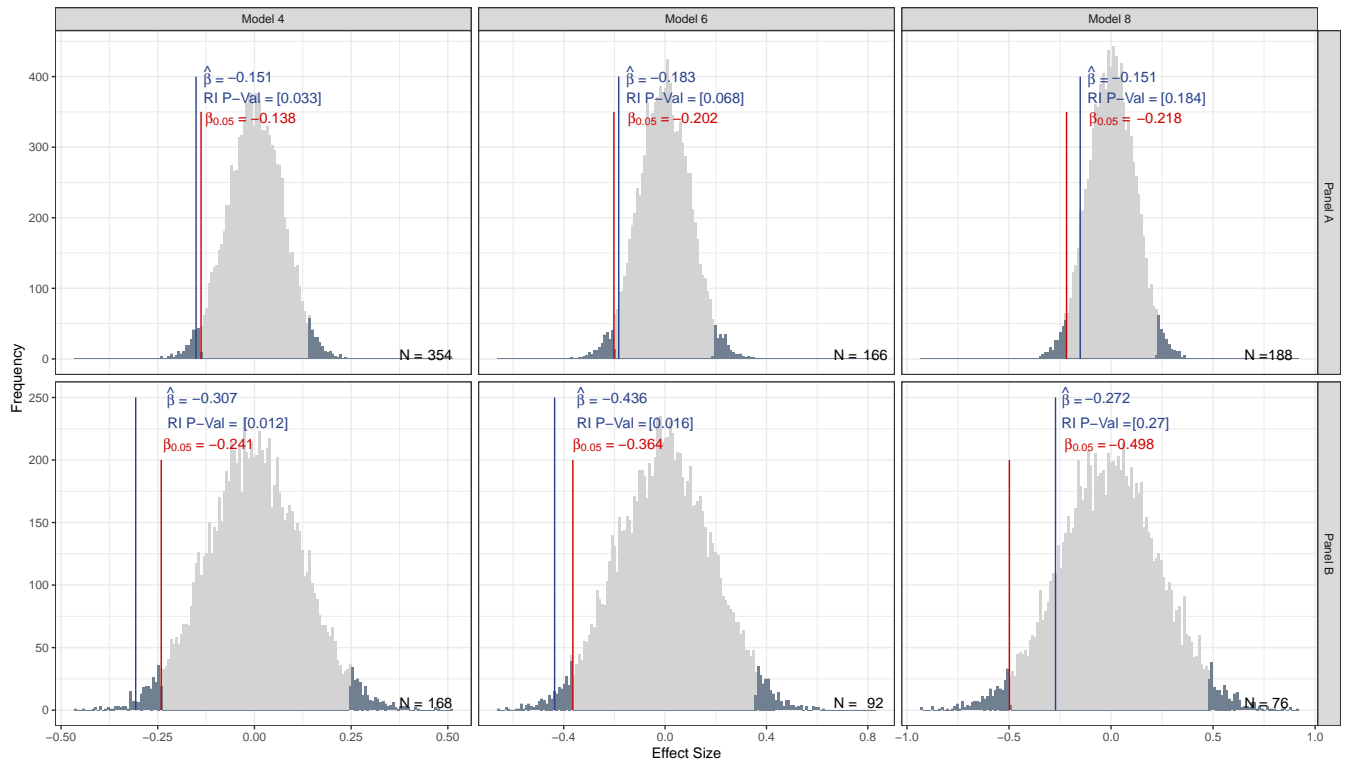 Model 4
Model 6
Model 8
β̂ = −0.151
RI P−Val = [0.033]
β0.05 = −0.138
N = 354
β̂ = −0.183
RI P−Val = [0.068]
β0.05 = −0.202
N = 166
β̂ = −0.151
RI P−Val = [0.184]
β0.05 = −0.218
N =188
Panel A
400
300
200
100
0
Frequency
β̂ = −0.307
RI P−Val = [0.012]
β0.05 = −0.241
N = 168
β̂ = −0.436
RI P−Val =[0.016]
β0.05 = −0.364
N = 92
β̂ = −0.272
RI P−Val =[0.27]
β0.05 = −0.498
N = 76
Panel B
250
200
150
100
50
0
−0.50 −0.25 0.00 0.25 0.50
−0.4 0.0 0.4 0.8
−1.0 −0.5 0.0 0.5 1.0
Effect Size